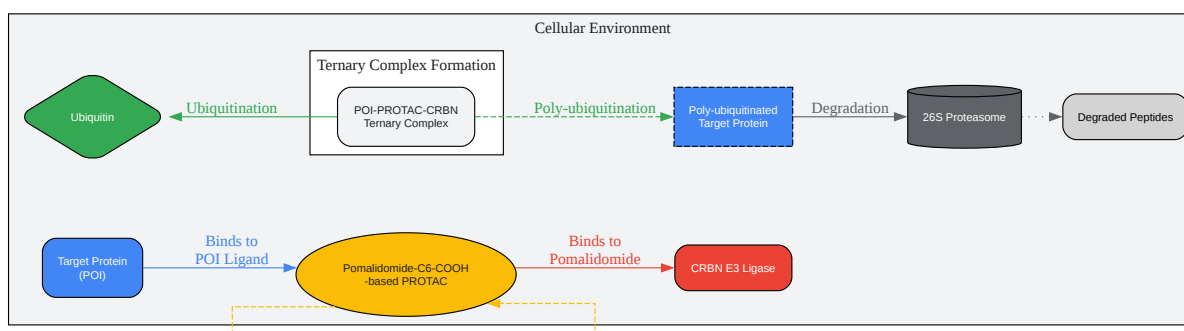 Cellular Environment
Ternary Complex Formation
Ubiquitin
Ubiquitination
POI-PROTAC-CRBN
Ternary Complex
Poly-ubiquitination
Poly-ubiquitinated
Target Protein
Degradation
26S Proteasome
Degraded Peptides
Target Protein
(POI)
Binds to
POI Ligand
Pomalidomide-C6-COOH
-based PROTAC
Binds to
Pomalidomide
CRBN E3 Ligase